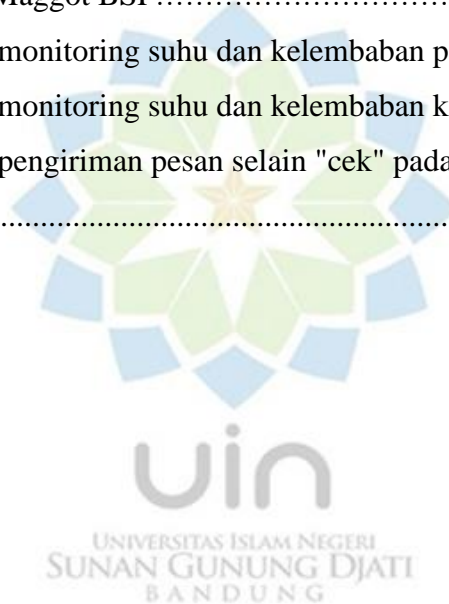 Maggot BSF ........................................
monitoring suhu dan kelembaban p
monitoring suhu dan kelembaban k
pengiriman pesan selain "cek" pada
................................................................................
uin
UNIVERSITAS ISLAM NEGERI
SUNAN GUNUNG DJATI
BANDUNG